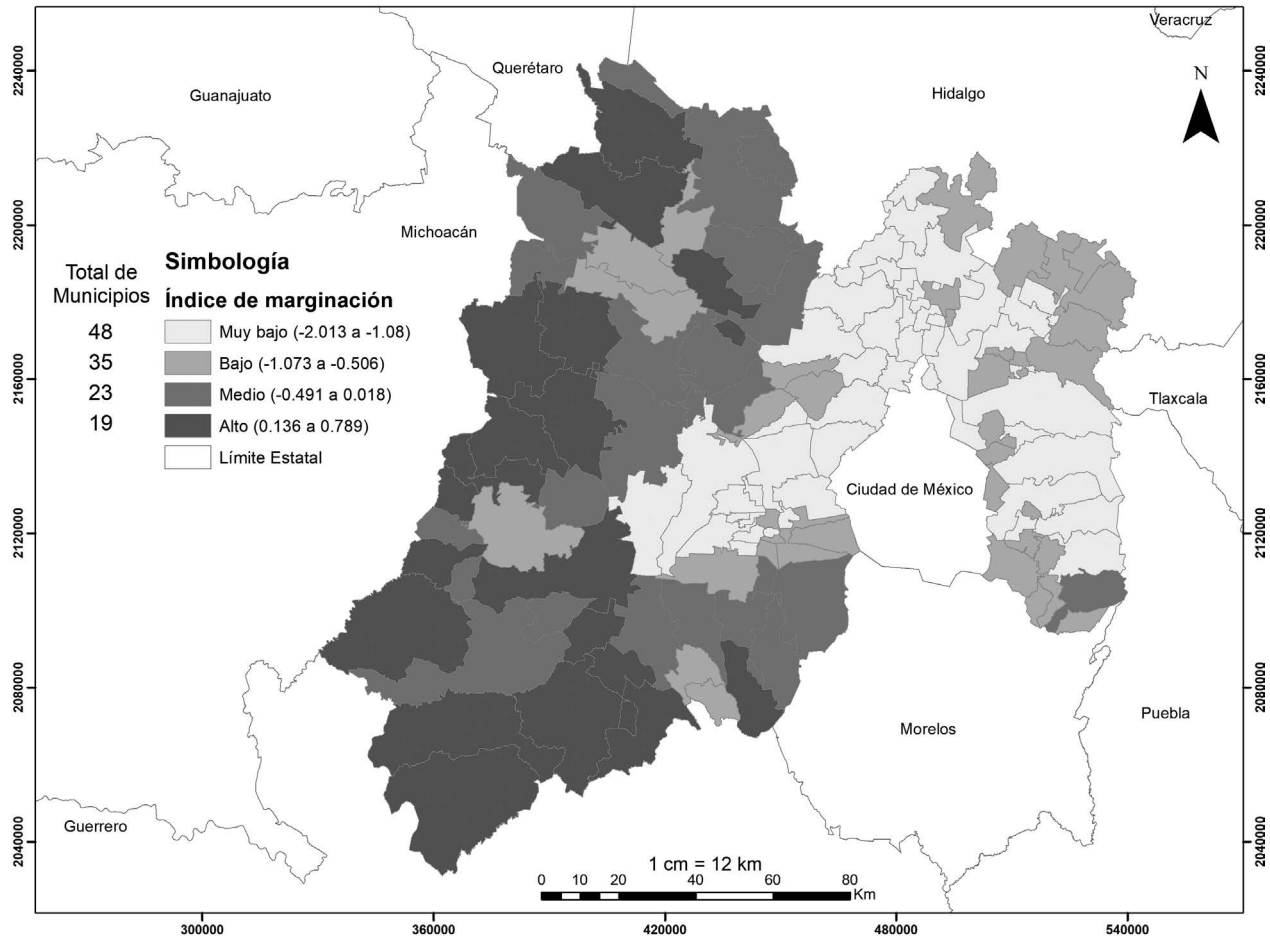 Veracruz
Querétaro
Guanajuato
Hidalgo
N
Michoacán
Total de
Municipios
48
35
23
19
Simbología
Índice de marginación
Muy bajo (-2.013 a -1.08)
Bajo (-1.073 a -0.506)
Medio (-0.491 a 0.018)
Alto (0.136 a 0.789)
Límite Estatal
Tlaxcala
Ciudad de México
Puebla
Morelos
Guerrero
1 cm = 12 km
0 10 20 40 60 80
Km
2240000
2200000
2160000
2120000
2080000
2040000
2240000
2200000
2160000
2120000
2080000
2040000
300000 360000 420000 480000 540000